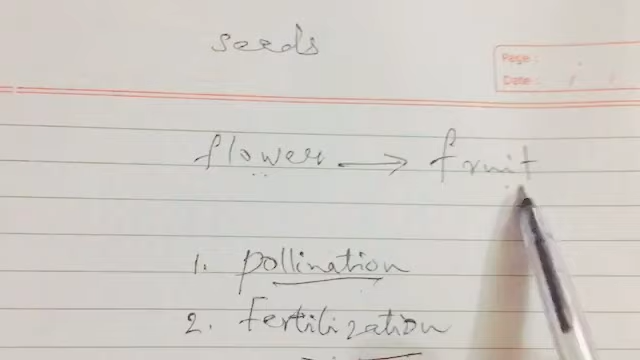 seeds
Page :
Date :
flower → fruit
1. pollination
2. Fertilization